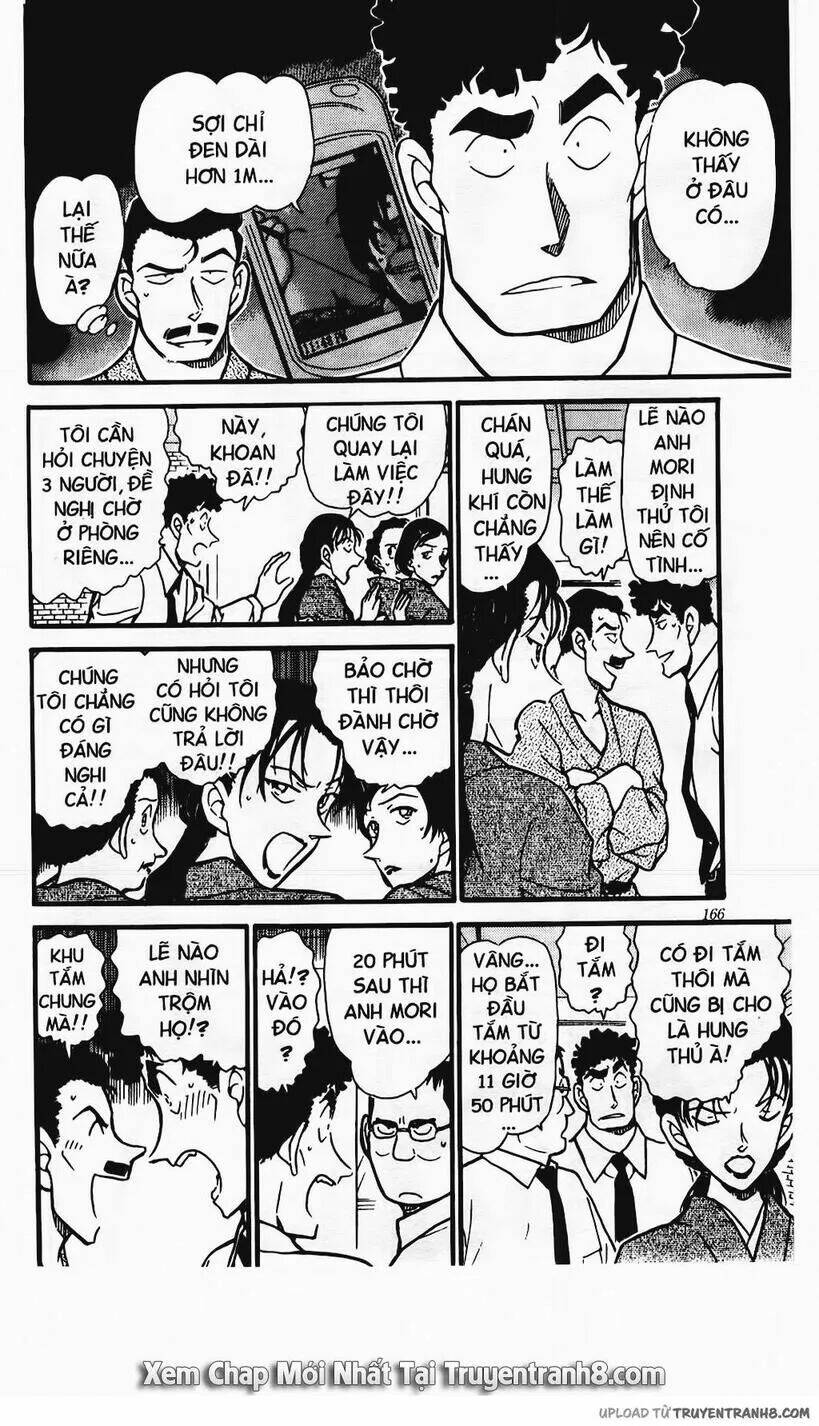 KHÔNG
THẤY
Ở ĐÂU
CÓ...
SỢI CHỈ
ĐEN DÀI
HƠN 1M...
LẠI
THẾ
NỮA
À?
LẼ NÀO
ANH
MORI
ĐỊNH
THỬ TÔI
NÊN CỐ
TÌNH...
LÀM
THẾ LÀM
GÌ!
CHÁN
QUÁ,
HUNG
KHÍ CÒN
CHẲNG
THẤY
...
CHÚNG TÔI
QUAY LẠI
LÀM VIỆC
ĐÂY!!
NÀY,
KHOAN
ĐÃ!!
TÔI CẦN
HỎI CHUYỆN
3 NGƯỜI, ĐỀ
NGHỊ CHỜ
Ở PHÒNG
RIÊNG...
BẢO CHỜ
THÌ THÔI
ĐÀNH CHỜ
VẬY...
NHƯNG
CÓ HỎI TÔI
CŨNG KHÔNG
TRẢ LỜI
ĐÂU!!
CHÚNG
TÔI CHẲNG
CÓ GÌ
ĐÁNG
NGHI
CẢ!!
166
CÓ ĐI TẮM
THÔI MÀ
CŨNG BỊ CHO
LÀ HUNG
THỦ À!
ĐI
TẮM
?
VÂNG...
HỌ BẮT
ĐẦU
TẮM TỪ
KHOẢNG
11 GIỜ
50 PHÚT
...
20 PHÚT
SAU THÌ
ANH MORI
VÀO...
HẢ!?
VÀO
ĐÓ
?
LẼ NÀO
ANH NHÌN
TRỘM
HỌ!?
KHU
TẮM
CHUNG
MÀ!!
Xem Chap Mới Nhất Tại Truyentranh8.com
UPLOAD TỪ TRUYENTRANH8.COM